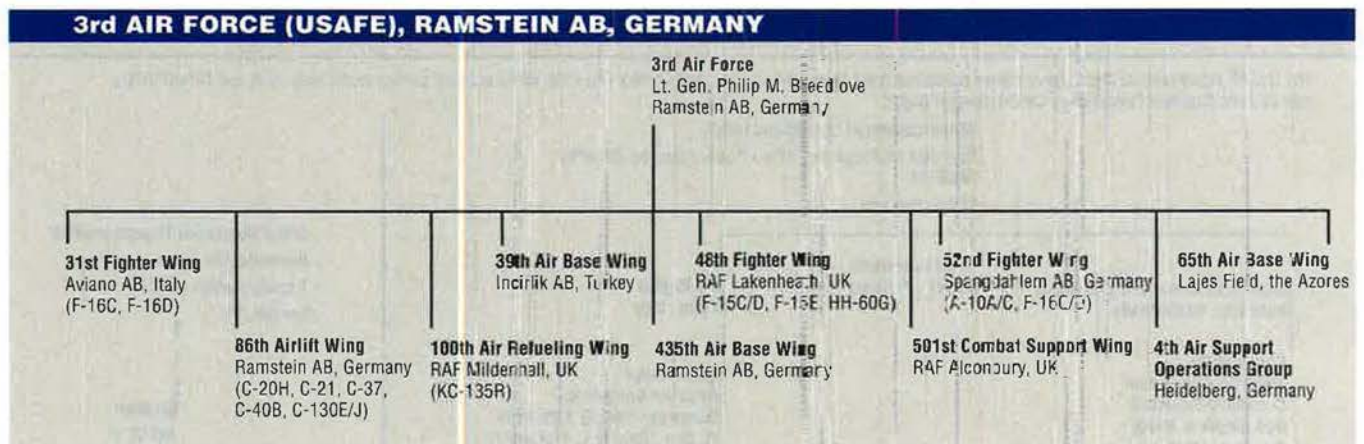 3rd AIR FORCE (USAFE), RAMSTEIN AB, GERMANY
3rd Air Force
Lt. Gen. Philip M. Breedlove
Ramstein AB, Germany
31st Fighter Wing
Aviano AB, Italy
(F-16C, F-16D)
39th Air Base Wing
Incirlik AB, Turkey
48th Fighter Wing
RAF Lakenheath, UK
(F-15C/D, F-15E, HH-60G)
52nd Fighter Wing
Spangdahlem AB, Germany
(A-10A/C, F-16C/D)
65th Air Base Wing
Lajes Field, the Azores
86th Airlift Wing
Ramstein AB, Germany
(C-20H, C-21, C-37,
C-40B, C-130E/J)
100th Air Refueling Wing
RAF Mildenhall, UK
(KC-135R)
435th Air Base Wing
Ramstein AB, Germany
501st Combat Support Wing
RAF Alconbury, UK
4th Air Support
Operations Group
Heidelberg, Germany